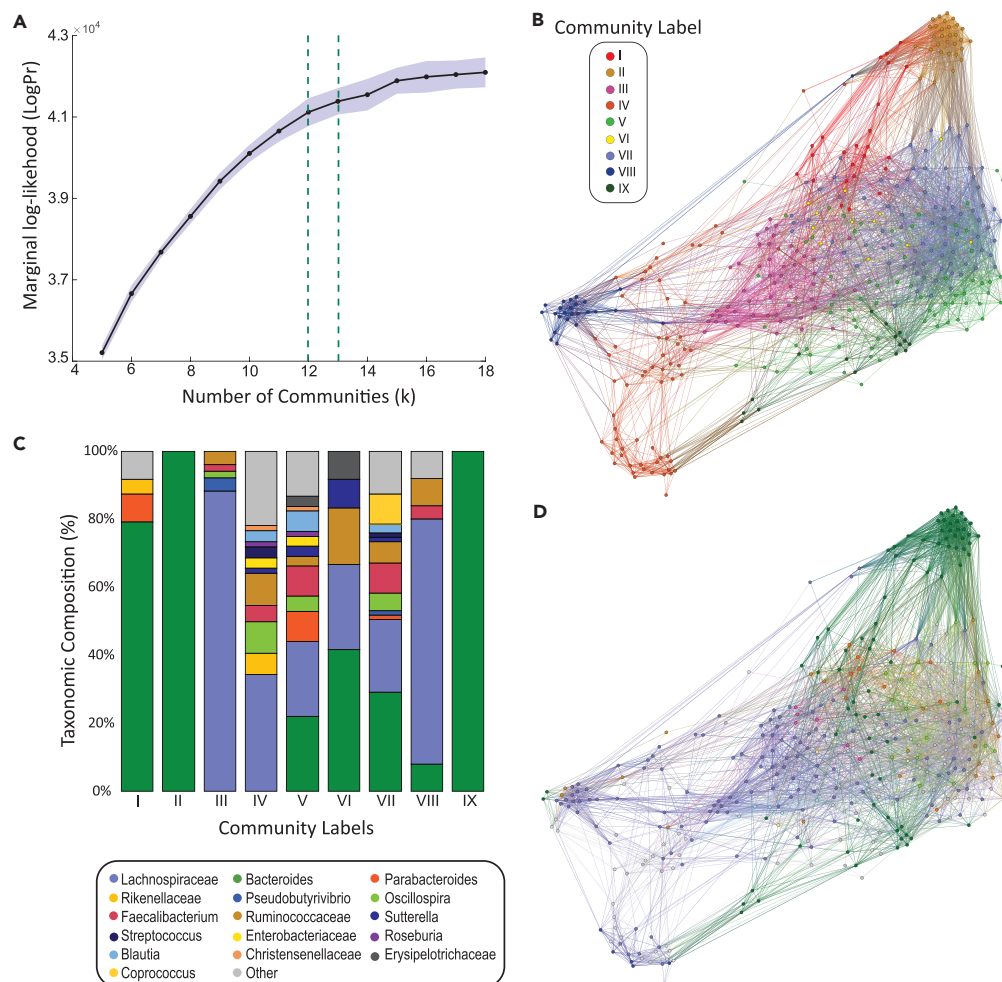 A
4.3 ×10⁴
4.1
3.9
3.7
3.5
4 6 8 10 12 14 16 18
Marginal log-likelihood (LogPr)
Number of Communities (k)
B
Community Label
I
II
III
IV
V
VI
VII
VIII
IX
C
100%
80%
60%
40%
20%
0%
Taxonomic Composition (%)
I II III IV V VI VII VIII IX
Community Labels
Lachnospiraceae Bacteroides Parabacteroides
Rikenellaceae Pseudobutyrivibrio Oscillospira
Faecalibacterium Ruminococcaceae Sutterella
Streptococcus Enterobacteriaceae Roseburia
Blautia Christensenellaceae Erysipelotrichaceae
Coprococcus Other
D